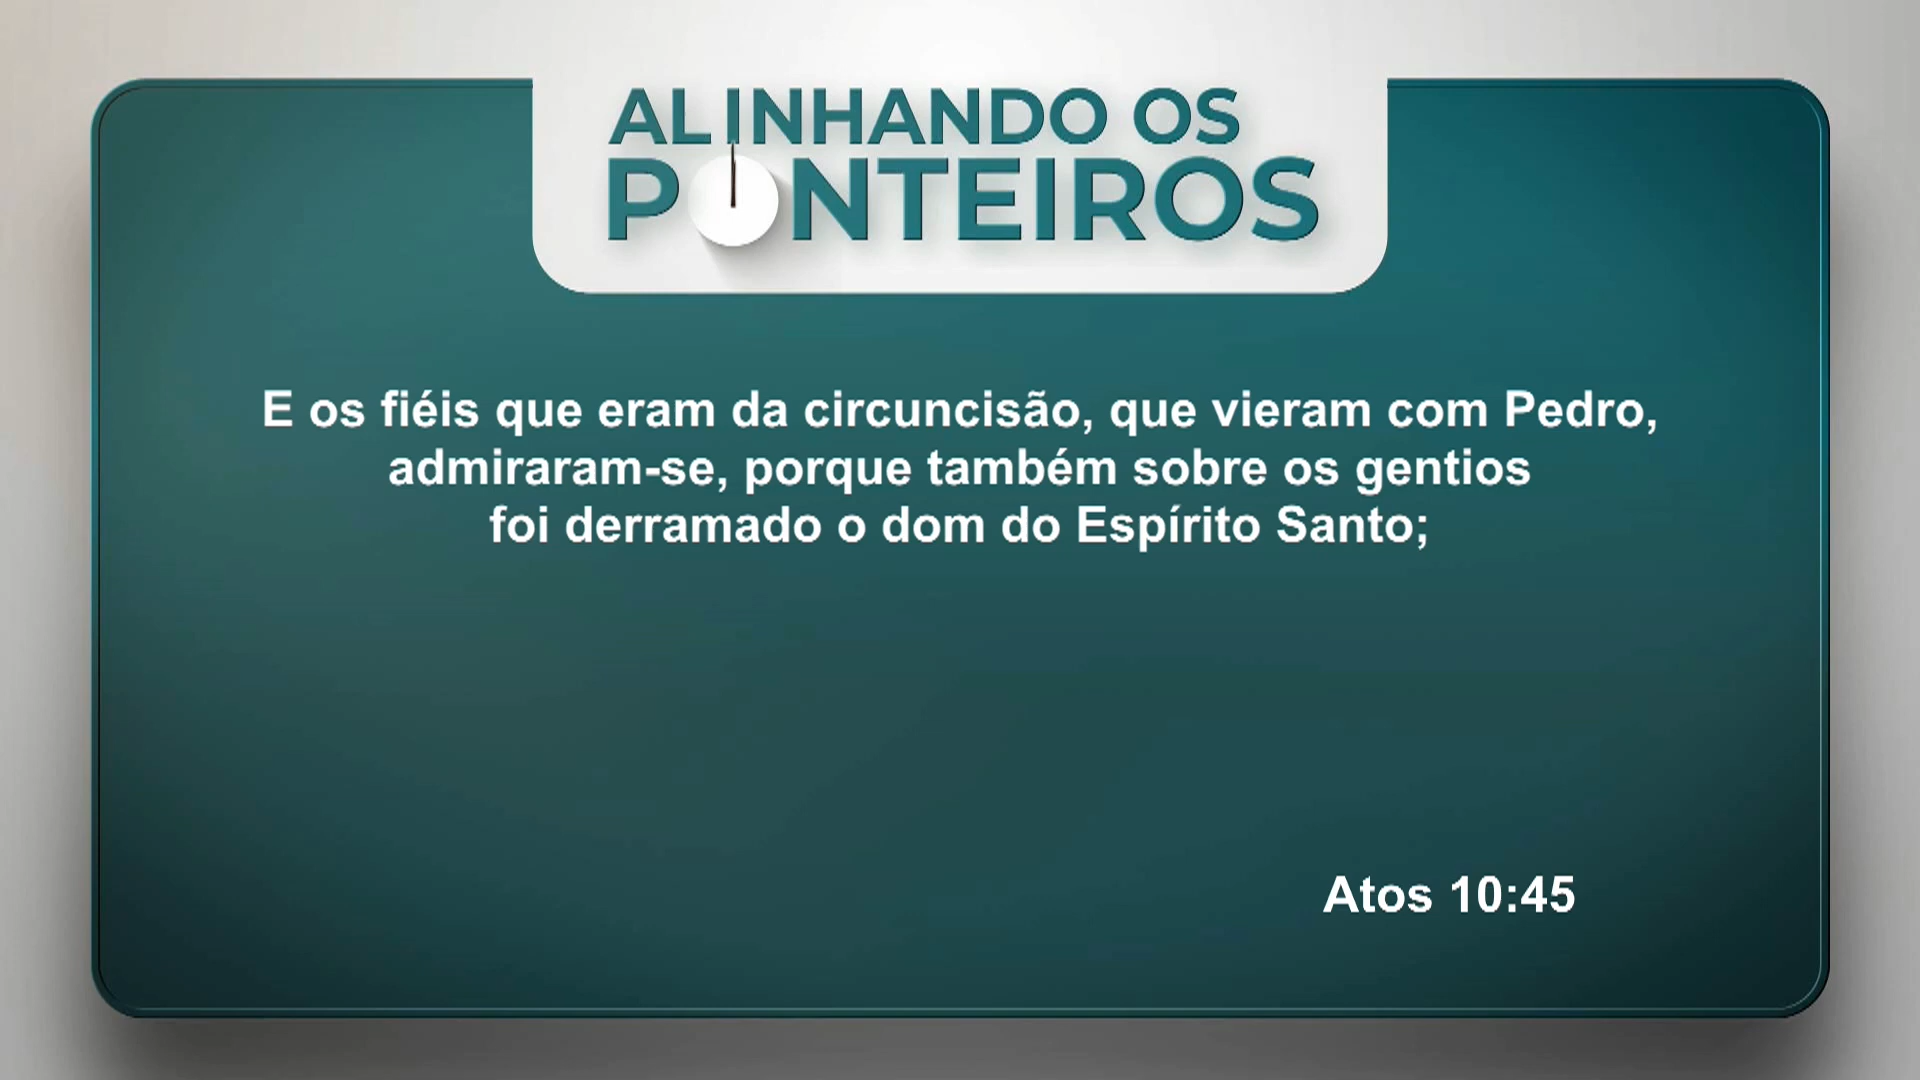 ALINHANDO OS
PONTEIROS
E os fiéis que eram da circuncisão, que vieram com Pedro,
admiraram-se, porque também sobre os gentios
foi derramado o dom do Espírito Santo;
Atos 10:45